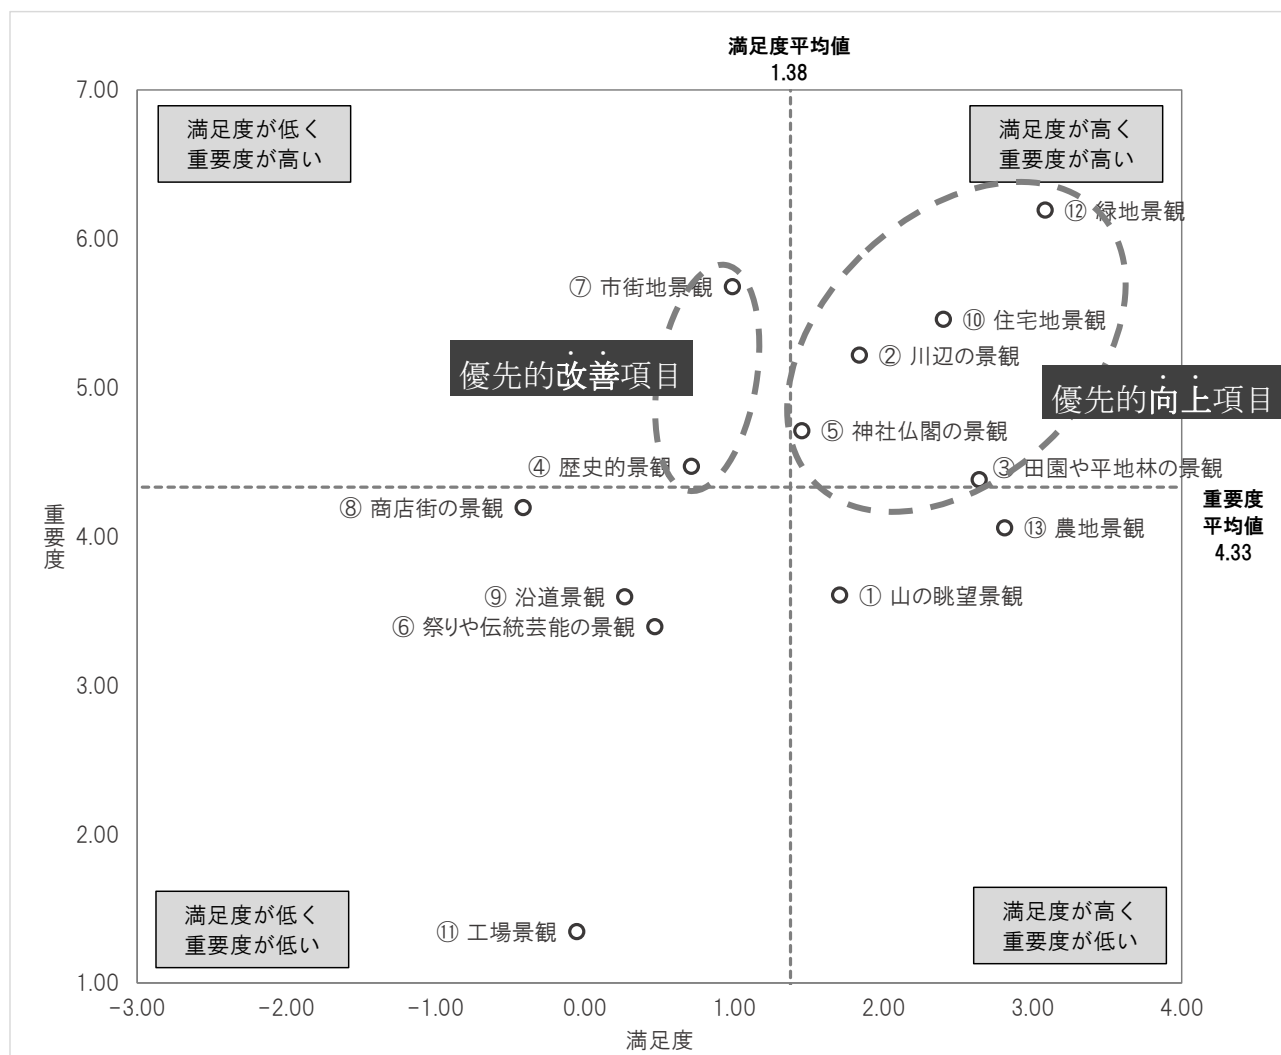 満足度平均値
1.38
7.00
6.00
5.00
4.00
3.00
2.00
1.00
重要度
満足度が低く
重要度が高い
満足度が高く
重要度が高い
⑫ 緑地景観
⑦ 市街地景観
⑩ 住宅地景観
② 川辺の景観
優先的改善項目
優先的向上項目
⑤ 神社仏閣の景観
④ 歴史的景観
③ 田園や平地林の景観
重要度
平均値
4.33
⑧ 商店街の景観
⑬ 農地景観
⑨ 沿道景観
① 山の眺望景観
⑥ 祭りや伝統芸能の景観
満足度が低く
重要度が低い
⑪ 工場景観
満足度が高く
重要度が低い
-3.00 -2.00 -1.00 0.00 1.00 2.00 3.00 4.00
満足度